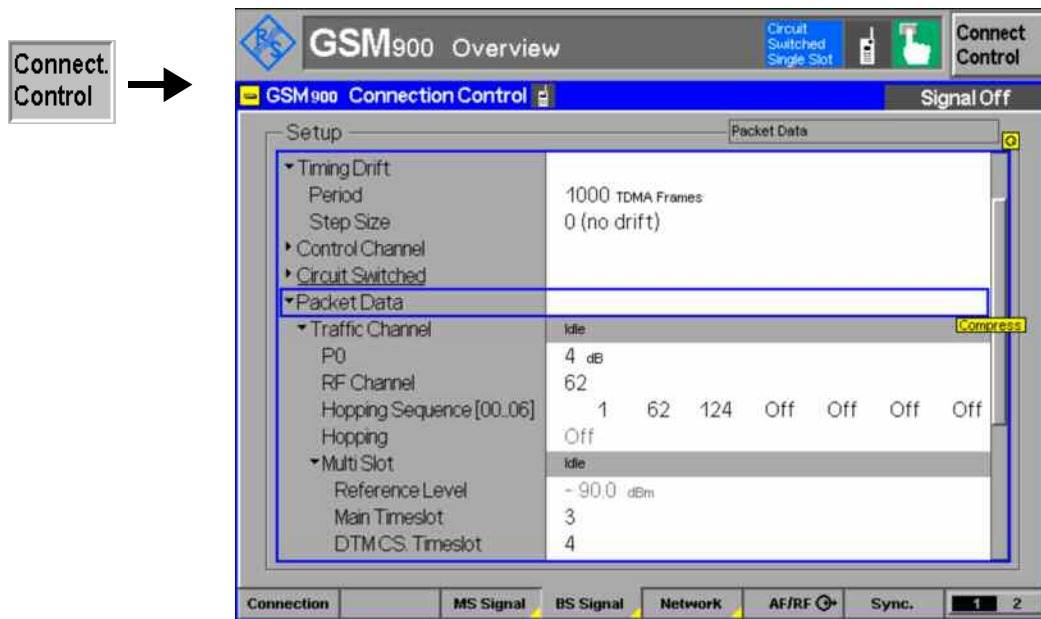 Connect.
Control
R&S
GSM900 Overview
Circuit
Switched
Single Slot
Connect
Control
GSM900 Connection Control
Signal Off
Setup
Packet Data
Timing Drift
Period 1000 TDMA Frames
Step Size 0 (no drift)
Control Channel
Circuit Switched
Packet Data
Compress
Traffic Channel Idle
P0 4 dB
RF Channel 62
Hopping Sequence [00..06] 1 62 124 Off Off Off Off
Hopping Off
Multi Slot Idle
Reference Level - 90.0 dBm
Main Timeslot 3
DTM CS. Timeslot 4
Connection MS Signal BS Signal Network AF/RF Sync. 1 2